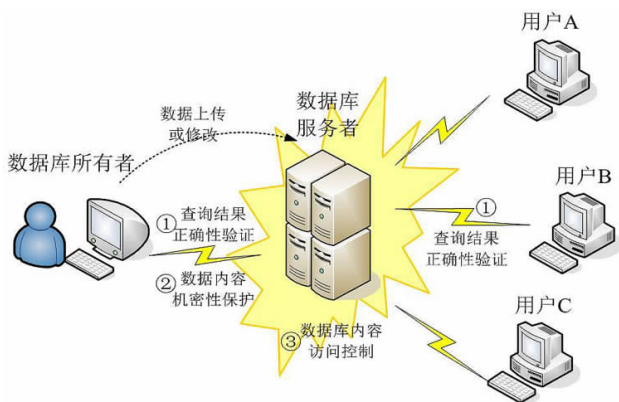 用户A
数据库
服务者
数据上传
或修改
数据库所有者
用户B
①查询结果
正确性验证
①
查询结果
正确性验证
②数据内容
机密性保护
用户C
③数据库内容
访问控制